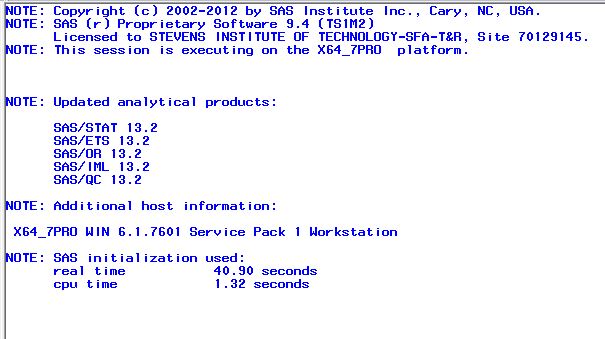 NOTE: Copyright (c) 2002-2012 by SAS Institute Inc., Cary, NC, USA.
NOTE: SAS (r) Proprietary Software 9.4 (TS1M2)
Licensed to STEVENS INSTITUTE OF TECHNOLOGY-SFA-T&R, Site 70129145.
NOTE: This session is executing on the X64_7PRO  platform.
NOTE: Updated analytical products:
SAS/STAT 13.2
SAS/ETS 13.2
SAS/OR 13.2
SAS/IML 13.2
SAS/QC 13.2
NOTE: Additional host information:
X64_7PRO WIN 6.1.7601 Service Pack 1 Workstation
NOTE: SAS initialization used:
real time           40.90 seconds
cpu time            1.32 seconds